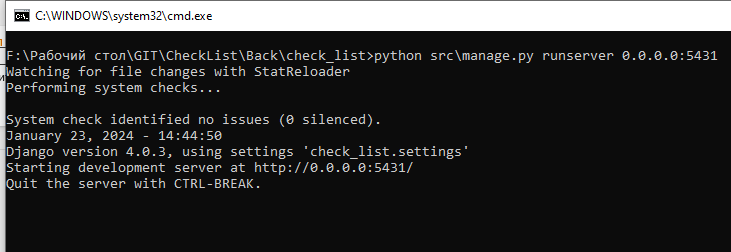 C:\WINDOWS\system32\cmd.exe
F:\Рабочий стол\GIT\CheckList\Back\check_list>python src\manage.py runserver 0.0.0.0:5431
Watching for file changes with StatReloader
Performing system checks...
System check identified no issues (0 silenced).
January 23, 2024 - 14:44:50
Django version 4.0.3, using settings 'check_list.settings'
Starting development server at http://0.0.0.0:5431/
Quit the server with CTRL-BREAK.